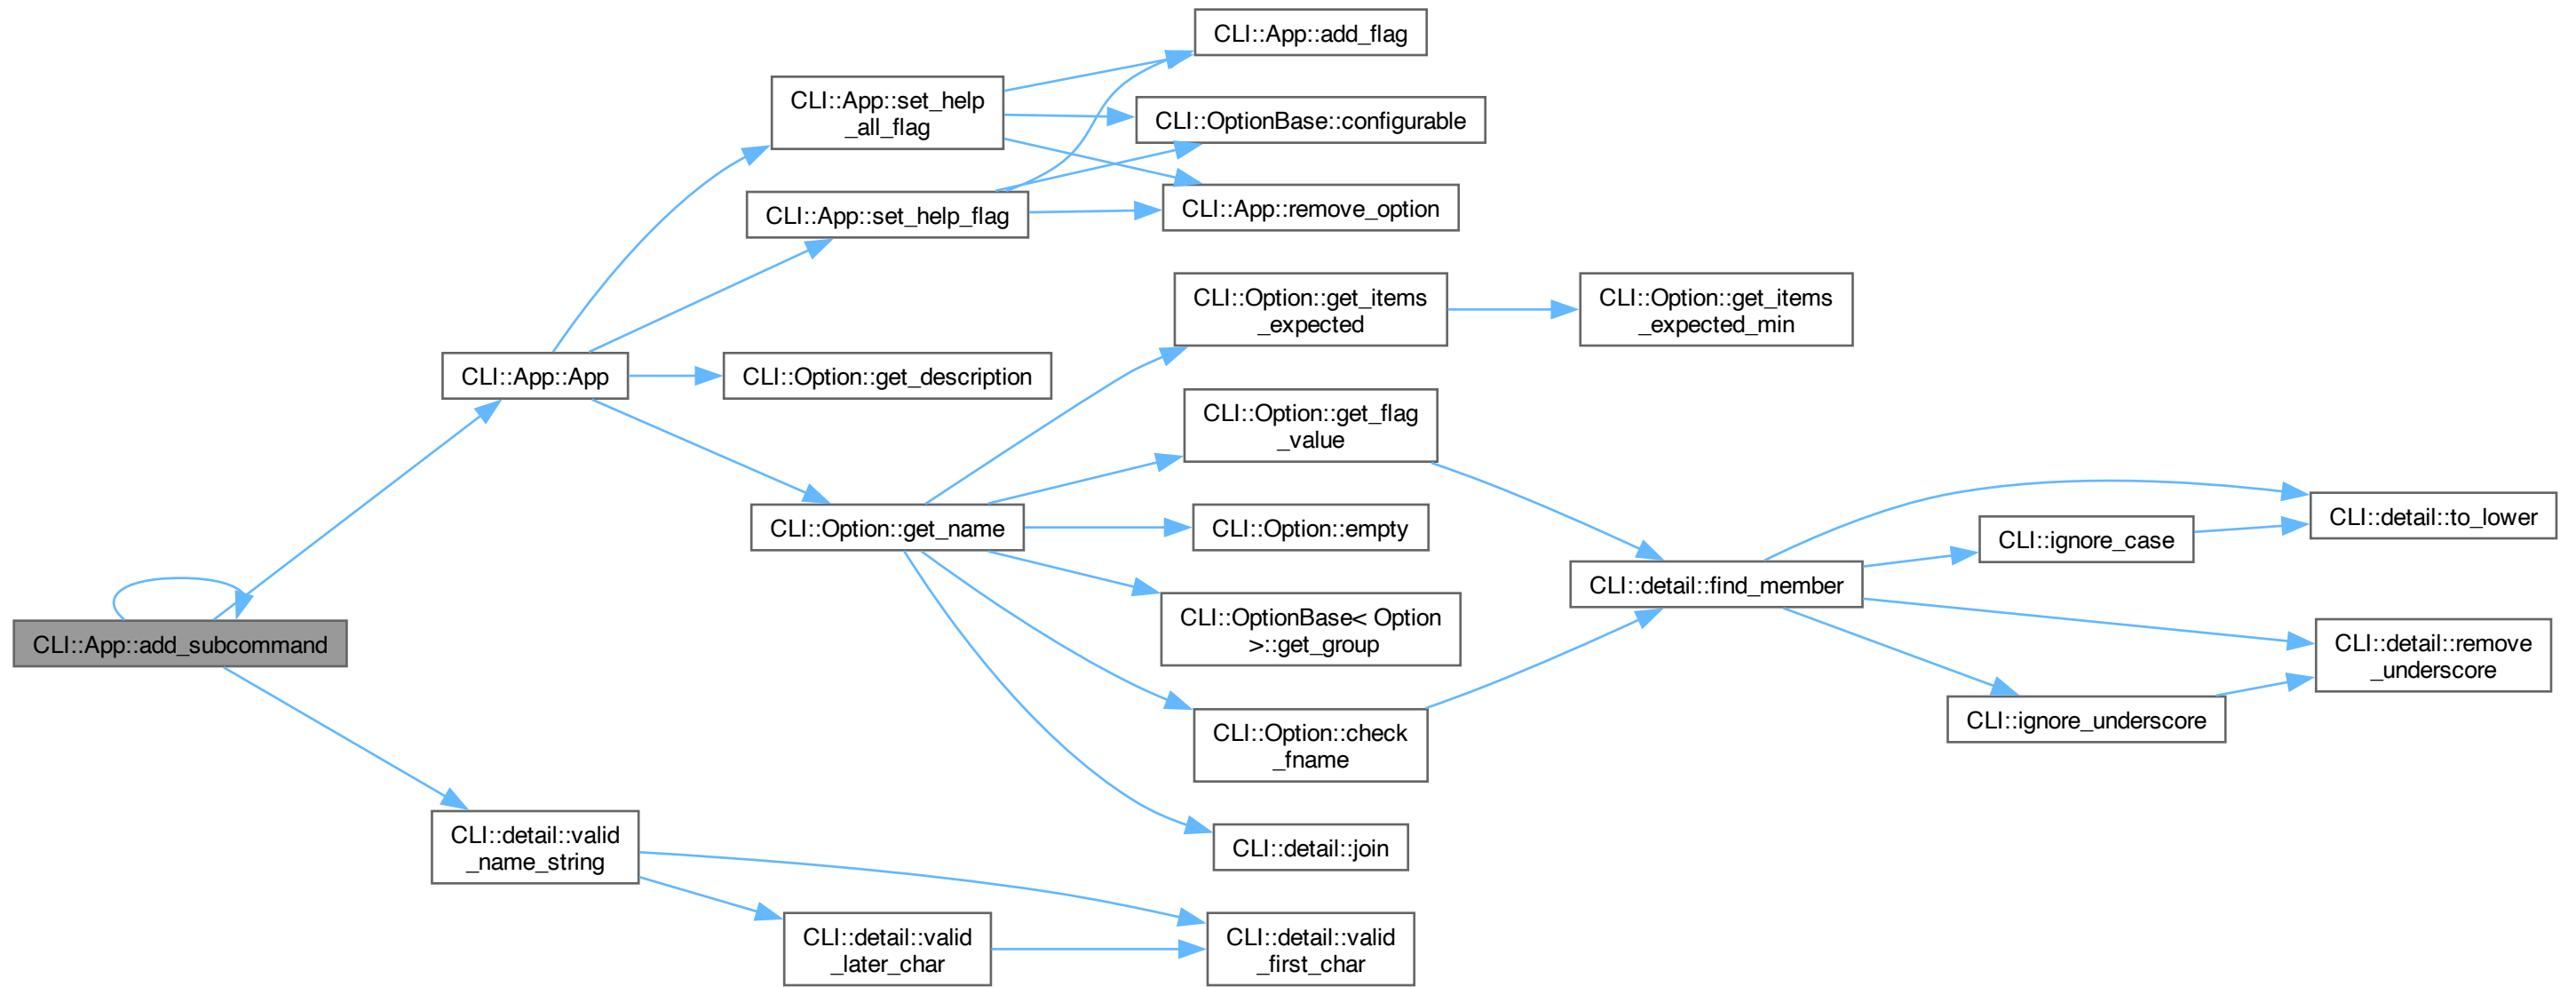 CLI::App::add_flag
CLI::App::set_help
_all_flag
CLI::OptionBase::configurable
CLI::App::set_help_flag
CLI::App::remove_option
CLI::Option::get_items
_expected
CLI::Option::get_items
_expected_min
CLI::App::App
CLI::Option::get_description
CLI::Option::get_flag
_value
CLI::Option::get_name
CLI::Option::empty
CLI::detail::to_lower
CLI::ignore_case
CLI::detail::find_member
CLI::OptionBase< Option
>::get_group
CLI::App::add_subcommand
CLI::detail::remove
_underscore
CLI::ignore_underscore
CLI::Option::check
_fname
CLI::detail::valid
_name_string
CLI::detail::join
CLI::detail::valid
_later_char
CLI::detail::valid
_first_char